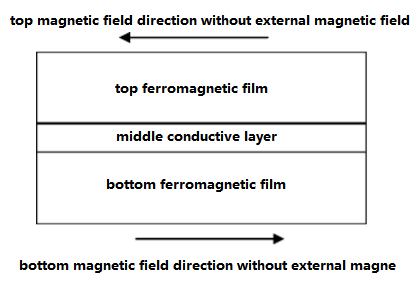 top magnetic field direction without external magnetic field
top ferromagnetic film
middle conductive layer
bottom ferromagnetic film
bottom magnetic field direction without external magne